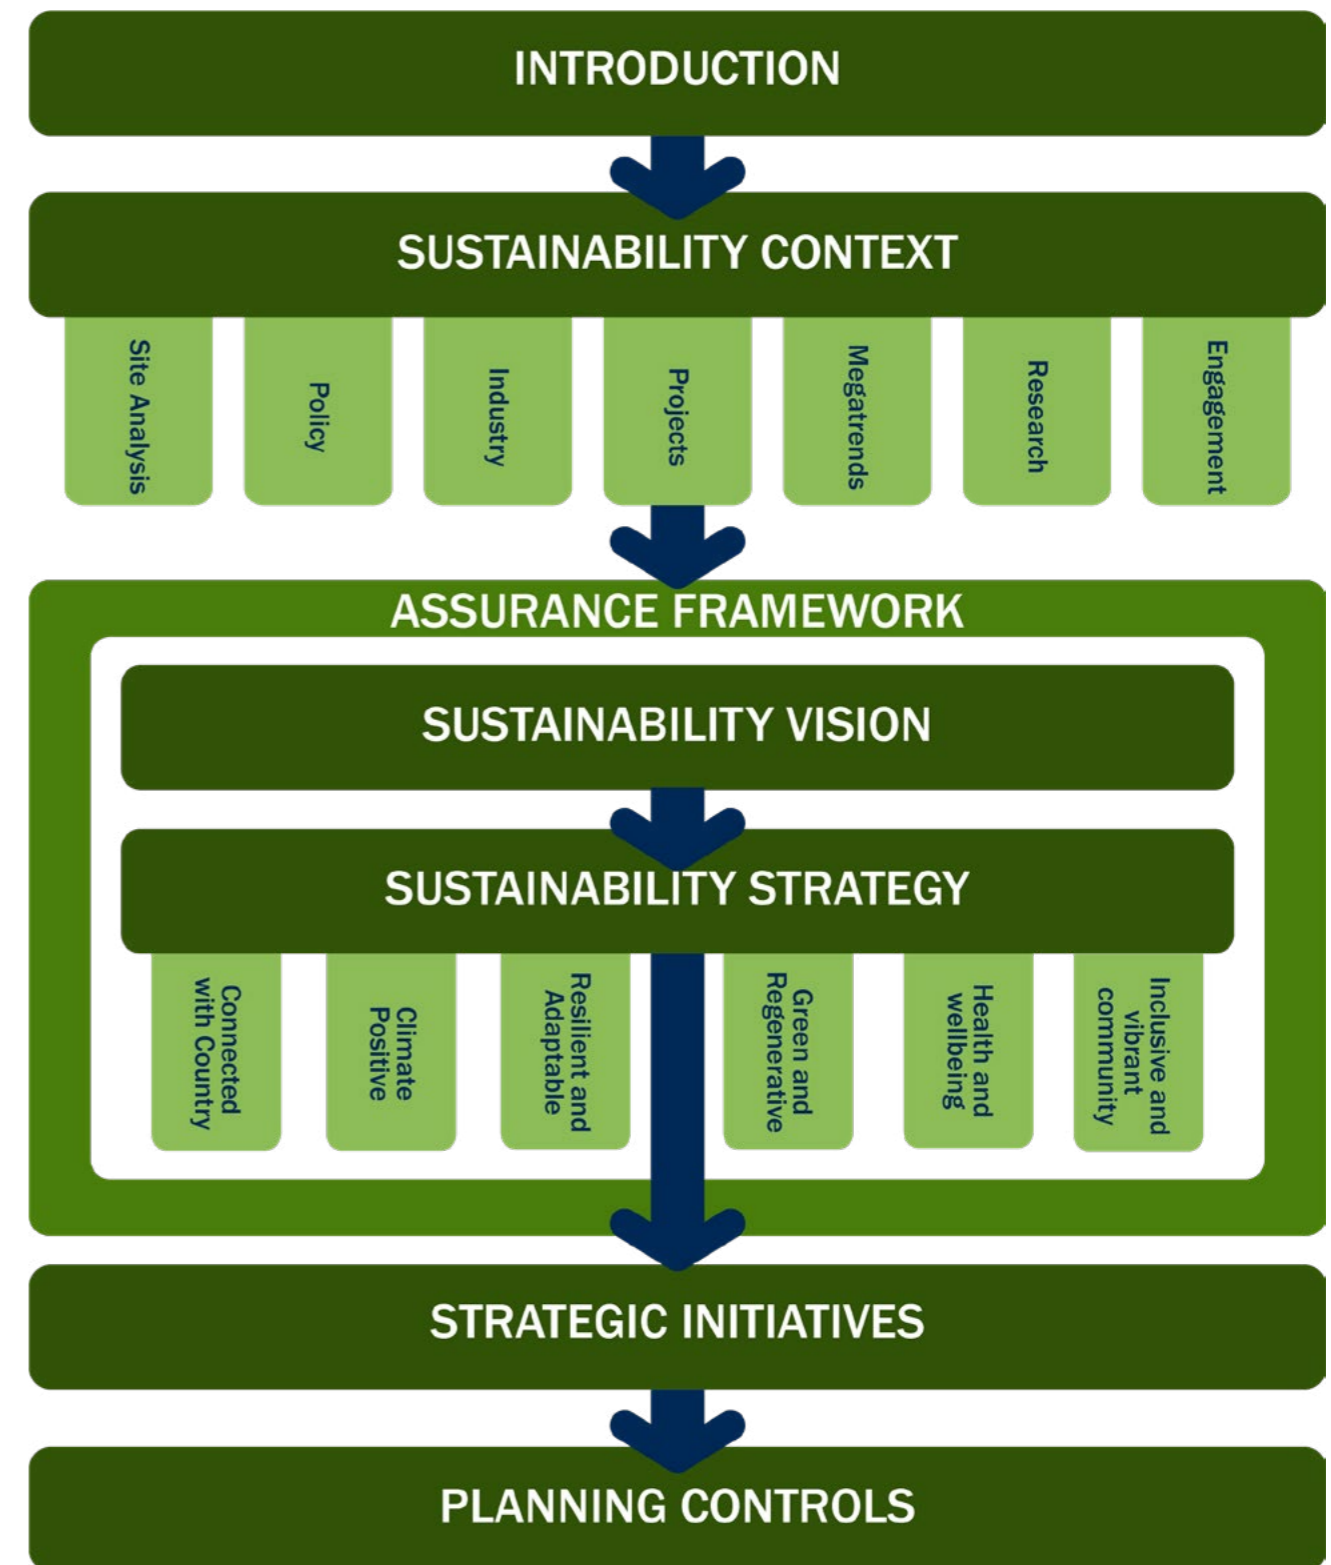 INTRODUCTION
SUSTAINABILITY CONTEXT
Site Analysis
Policy
Industry
Projects
Megatrends
Research
Engagement
ASSURANCE FRAMEWORK
SUSTAINABILITY VISION
SUSTAINABILITY STRATEGY
Connected
with Country
Climate
Positive
Resilient and
Adaptable
Green and
Regenerative
Health and
wellbeing
Inclusive and
vibrant
community
STRATEGIC INITIATIVES
PLANNING CONTROLS